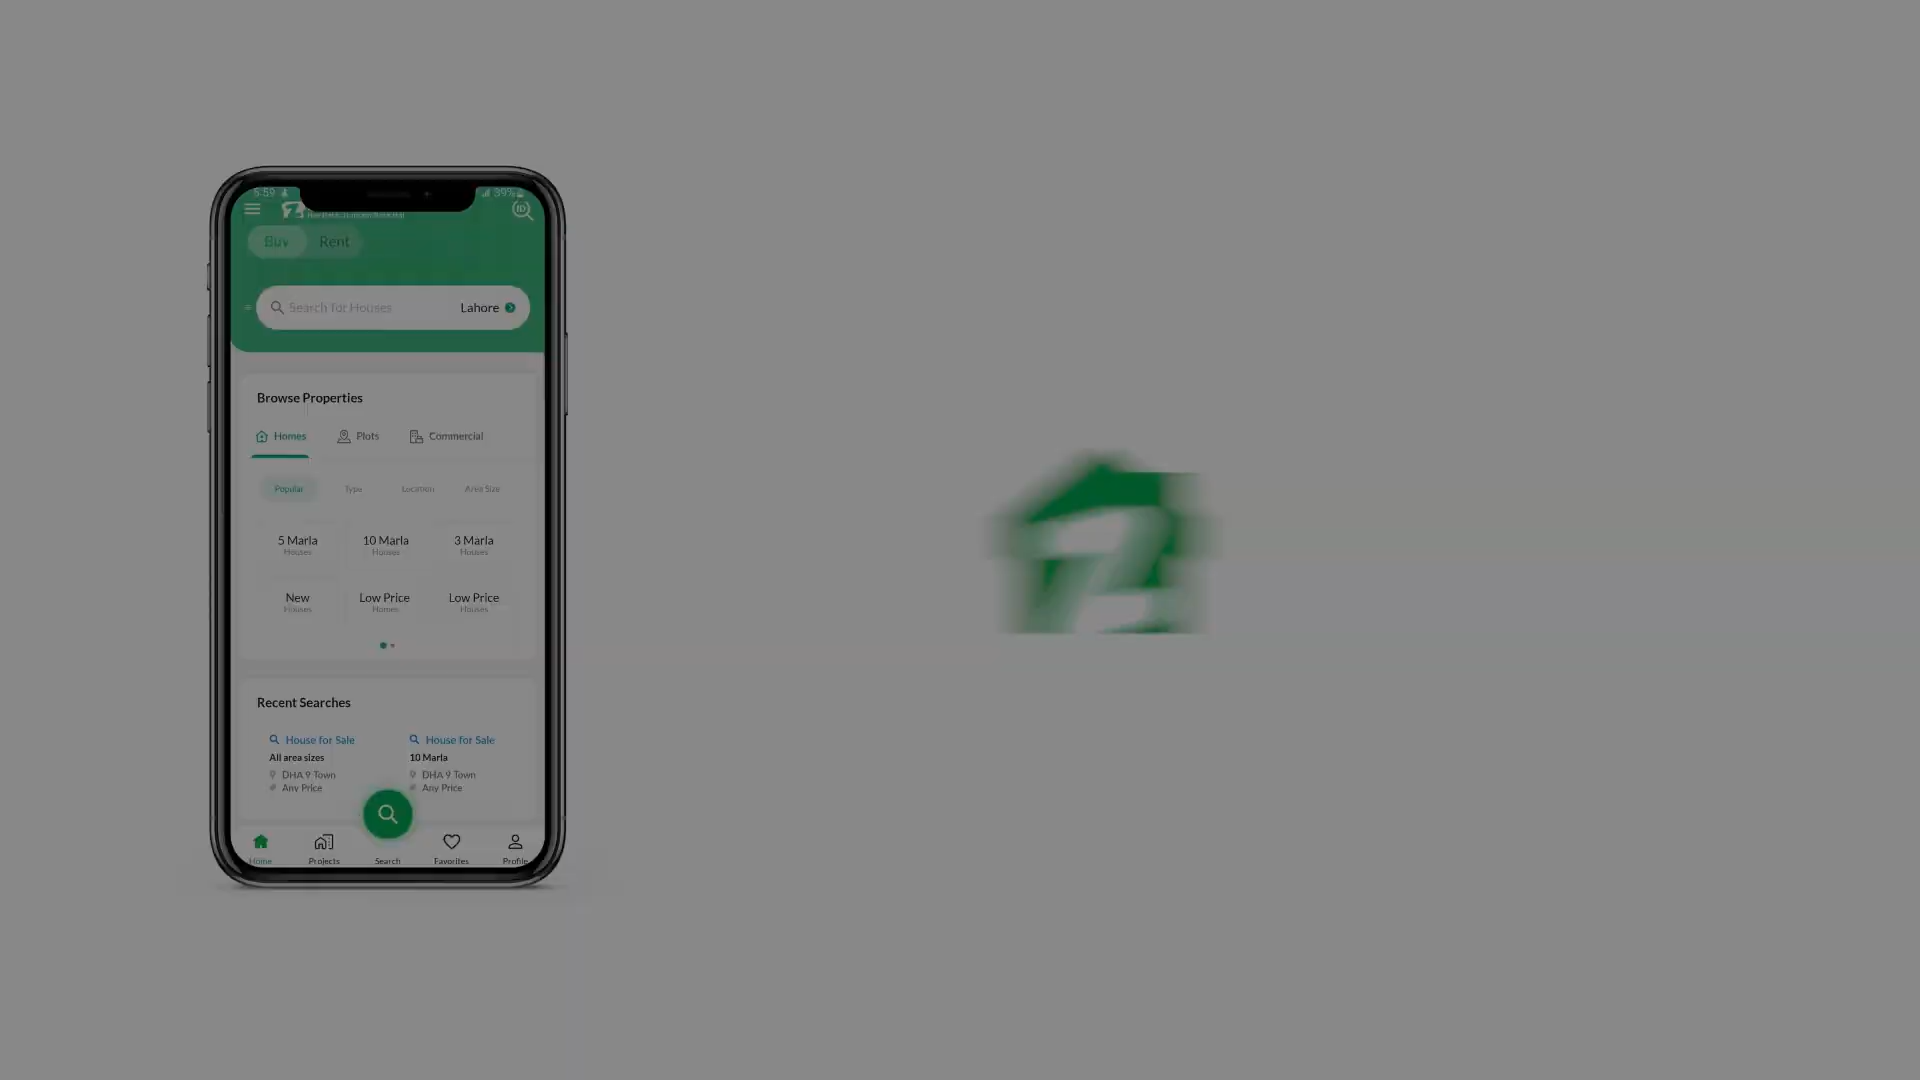 5:59 39%
Buy Rent
Search for Houses Lahore
Browse Properties
Homes Plots Commercial
Popular Type Location Area Size
5 Marla 10 Marla 3 Marla
Houses Houses Houses
New Low Price Low Price
Houses Homes Houses
Recent Searches
House for Sale House for Sale
All area sizes 10 Marla
DHA 9 Town DHA 9 Town
Any Price Any Price
Home Projects Search Favorites Profile